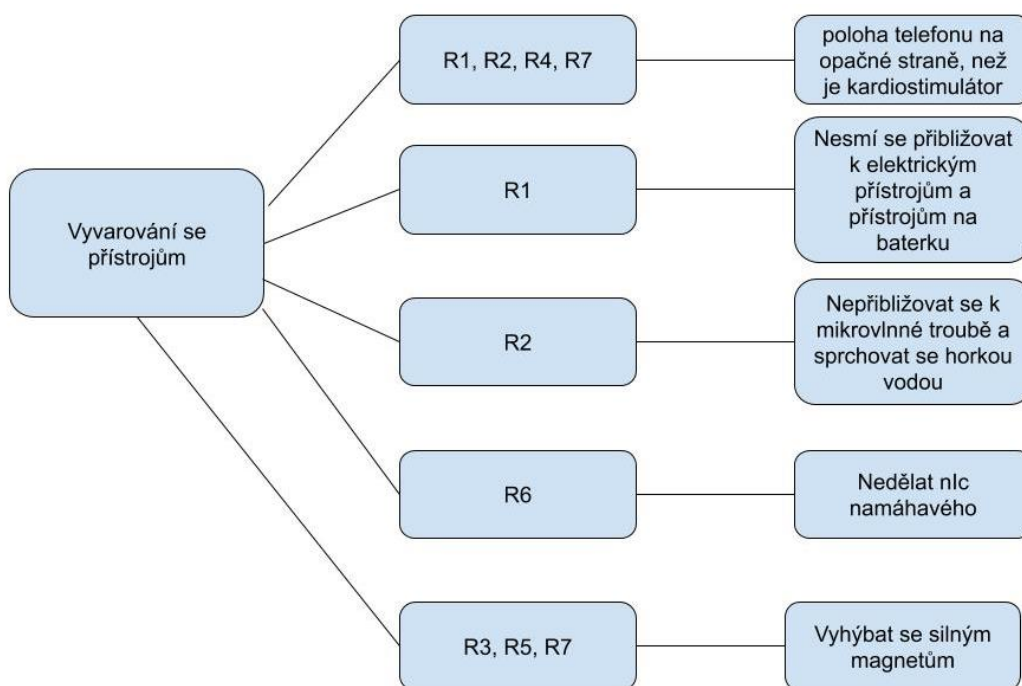 Vyvarování se
přístrojům
R1, R2, R4, R7
poloha telefonu na
opačné straně, než
je kardiostimulátor
R1
Nesmí se přibližovat
k elektrickým
přístrojům a
přístrojům na
baterku
R2
Nepřibližovat se k
mikrovlnné troubě a
sprchovat se horkou
vodou
R6
Nedělat nIc
namáhavého
R3, R5, R7
Vyhýbat se silným
magnetům